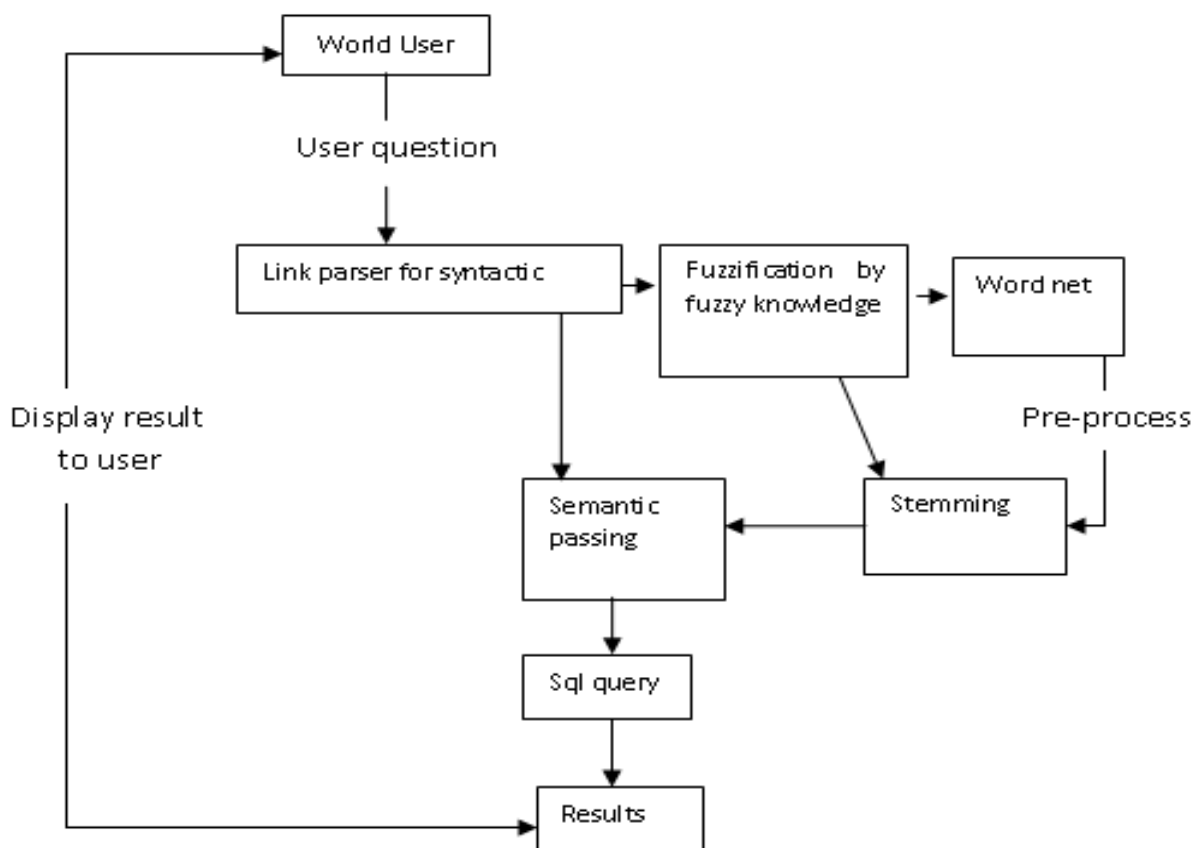 World User
User question
Link parser for syntactic
Fuzzification by
fuzzy knowledge
Word net
Display result
to user
Pre-process
Semantic
passing
Stemming
Sql query
Results